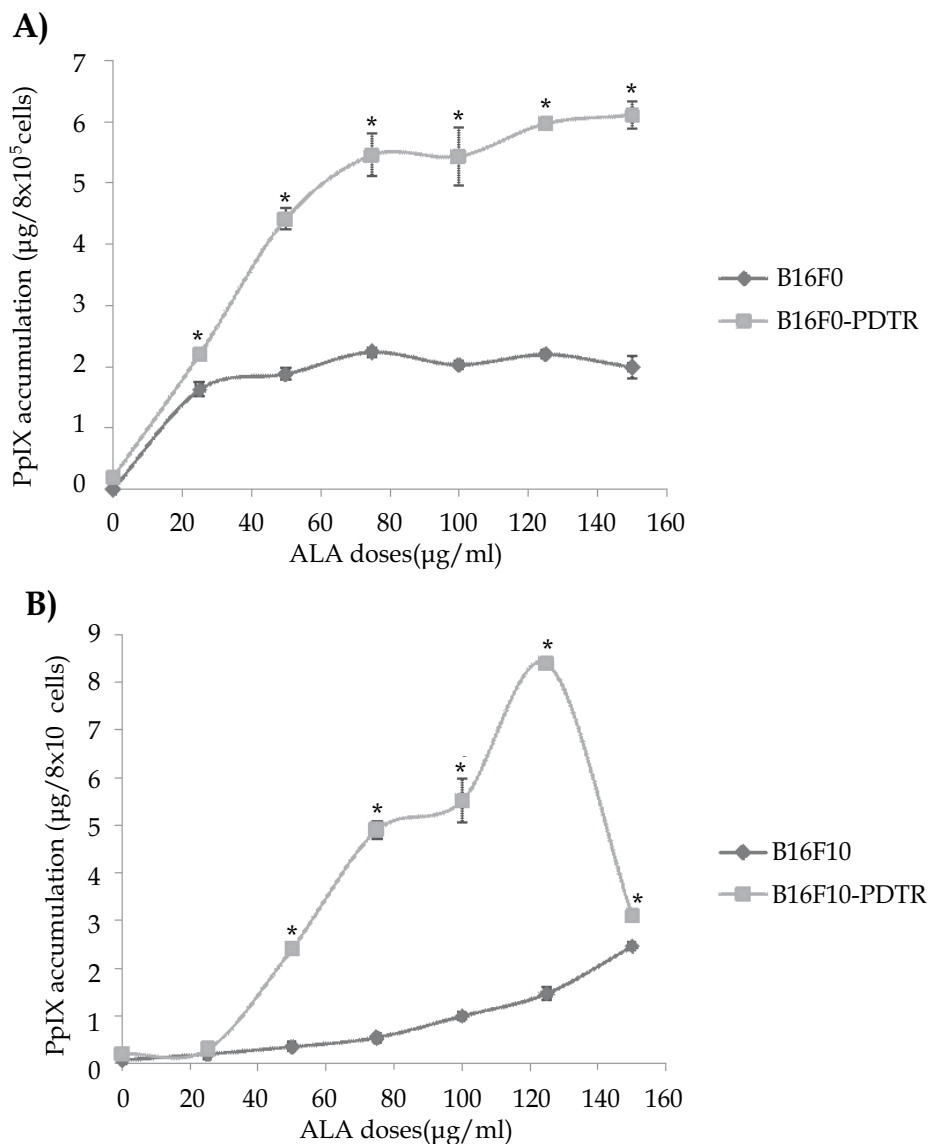 A)
PpIX accumulation (µg/8x10⁵cells)
7
6
5
4
3
2
1
0
* * * * * *
0 20 40 60 80 100 120 140 160
ALA doses(µg/ml)
B16F0
B16F0-PDTR
B)
PpIX accumulation (µg/8x10 cells)
9
8
7
6
5
4
3
2
1
0
* * * * *
0 20 40 60 80 100 120 140 160
ALA doses(µg/ml)
B16F10
B16F10-PDTR